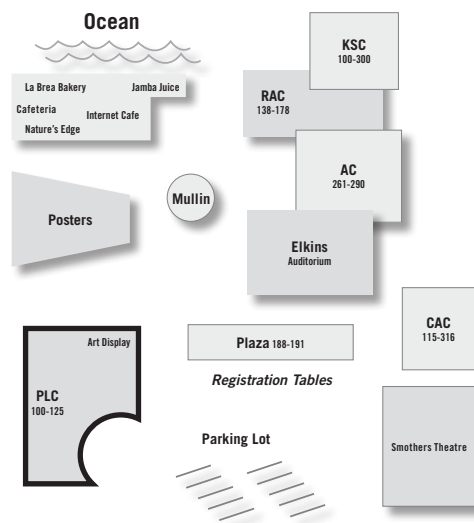 Ocean
KSC
100-300
La Brea Bakery
Jamba Juice
Cafeteria
Internet Cafe
Nature's Edge
RAC
138-178
AC
261-290
Mullin
Posters
Elkins
Auditorium
CAC
115-316
Plaza 188-191
Art Display
Registration Tables
PLC
100-125
Parking Lot
Smothers Theatre